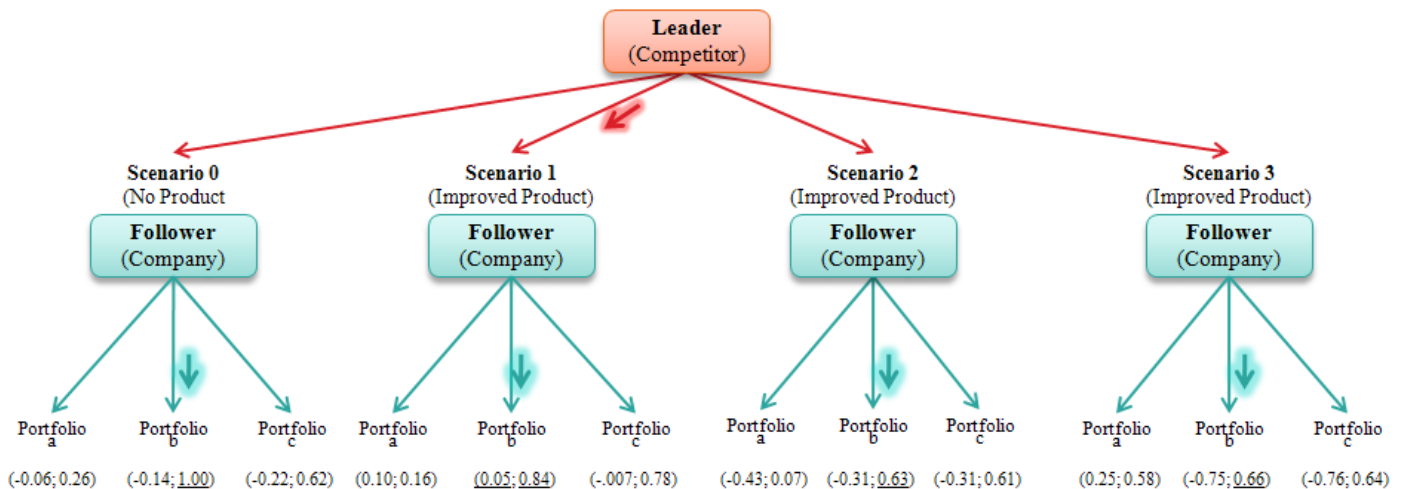 Leader
(Competitor)
Scenario 0
(No Product
Follower
(Company)
Scenario 1
(Improved Product)
Follower
(Company)
Scenario 2
(Improved Product)
Follower
(Company)
Scenario 3
(Improved Product)
Follower
(Company)
Portfolio
a
Portfolio
b
Portfolio
c
Portfolio
a
Portfolio
b
Portfolio
c
Portfolio
a
Portfolio
b
Portfolio
c
Portfolio
a
Portfolio
b
Portfolio
c
(-0.06; 0.26) (-0.14; 1.00) (-0.22; 0.62) (0.10; 0.16) (0.05; 0.84) (-.007; 0.78) (-0.43; 0.07) (-0.31; 0.63) (-0.31; 0.61) (0.25; 0.58) (-0.75; 0.66) (-0.76; 0.64)